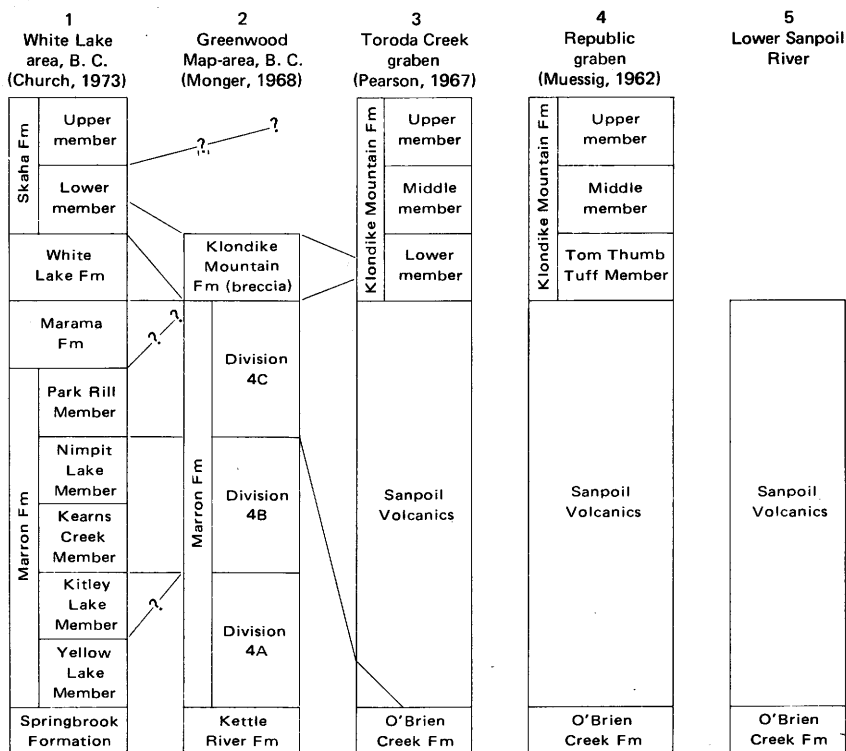 1
White Lake
area, B. C.
(Church, 1973)
2
Greenwood
Map-area, B. C.
(Monger, 1968)
3
Toroda Creek
graben
(Pearson, 1967)
4
Republic
graben
(Muessig, 1962)
5
Lower Sanpoil
River
Skaha Fm
Upper
member
Lower
member
White
Lake Fm
Marama
Fm
Marron Fm
Park Rill
Member
Nimpit
Lake
Member
Kearns
Creek
Member
Kitley
Lake
Member
Yellow
Lake
Member
Springbrook
Formation
?
?
?
?
?
Klondike
Mountain
Fm (breccia)
Marron Fm
Division
4C
Division
4B
Division
4A
Kettle
River Fm
Klondike Mountain Fm
Upper
member
Middle
member
Lower
member
Sanpoil
Volcanics
O'Brien
Creek Fm
Klondike Mountain Fm
Upper
member
Middle
member
Tom Thumb
Tuff Member
Sanpoil
Volcanics
O'Brien
Creek Fm
Sanpoil
Volcanics
O'Brien
Creek Fm